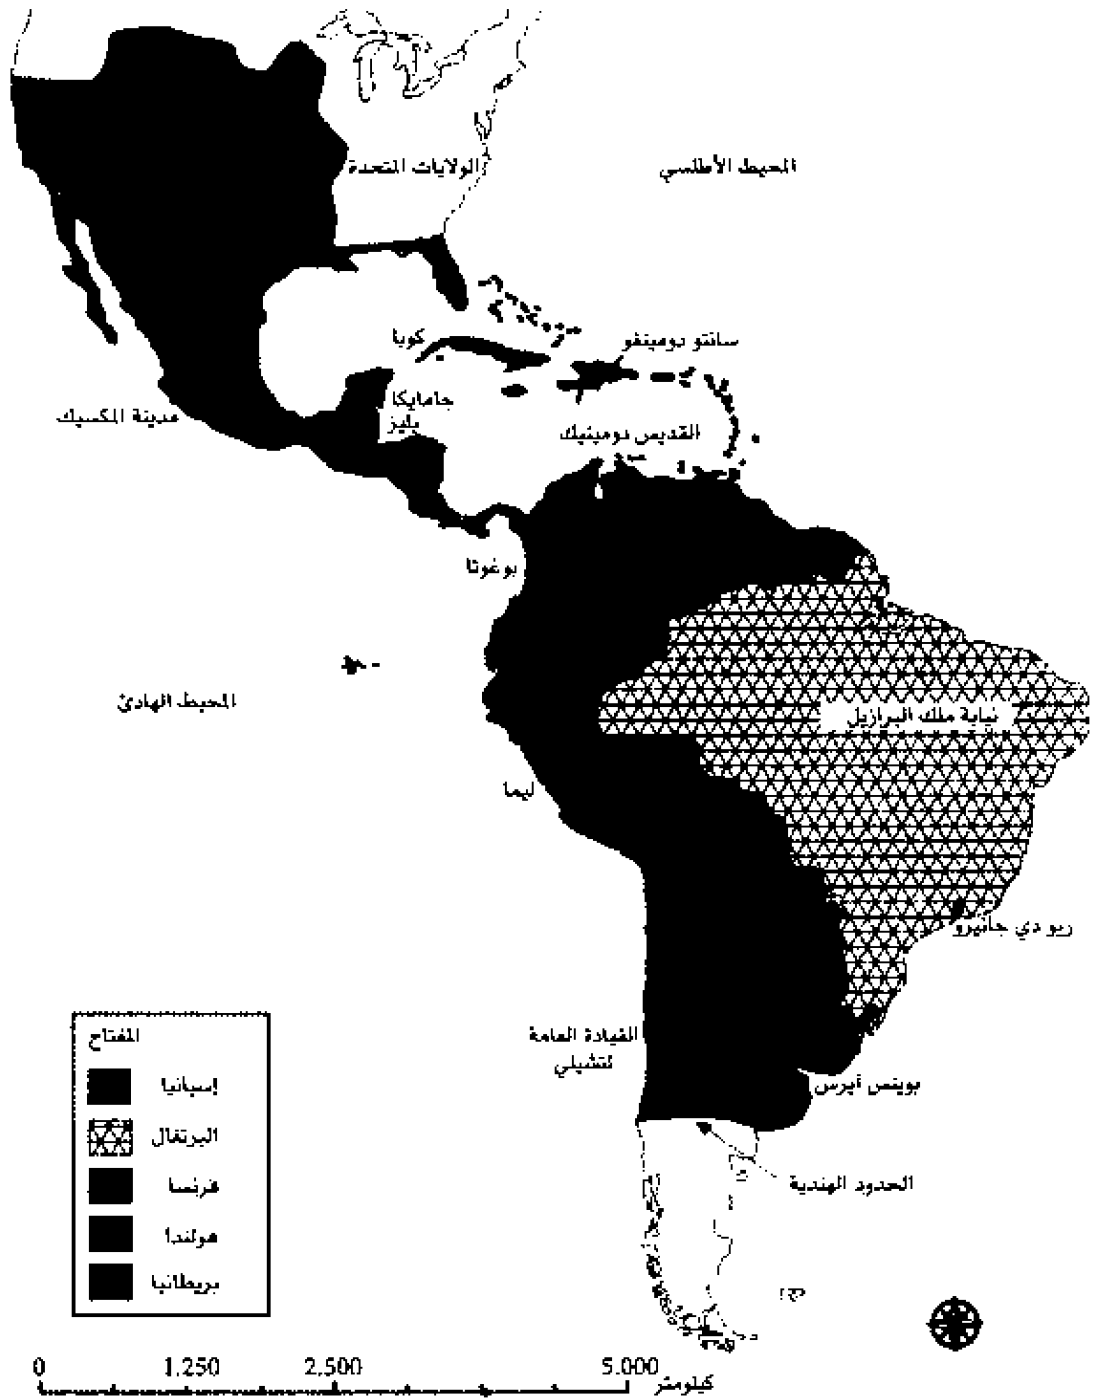 الولايات المتحدة
المحيط الأطلسي
كوبا
سانتو دومينغو
مدينة المكسيك
جامايكا
بليز
القديس دومينيك
بوغوتا
المحيط الهادئ
نيابة ملك البرازيل
ليما
ريو دي جانيرو
القيادة العامة
لتشيلي
بوينس أيرس
الحدود الهندية
المفتاح
إسبانيا
البرتغال
فرنسا
هولندا
بريطانيا
0 1.250 2.500 5.000
كيلومتر